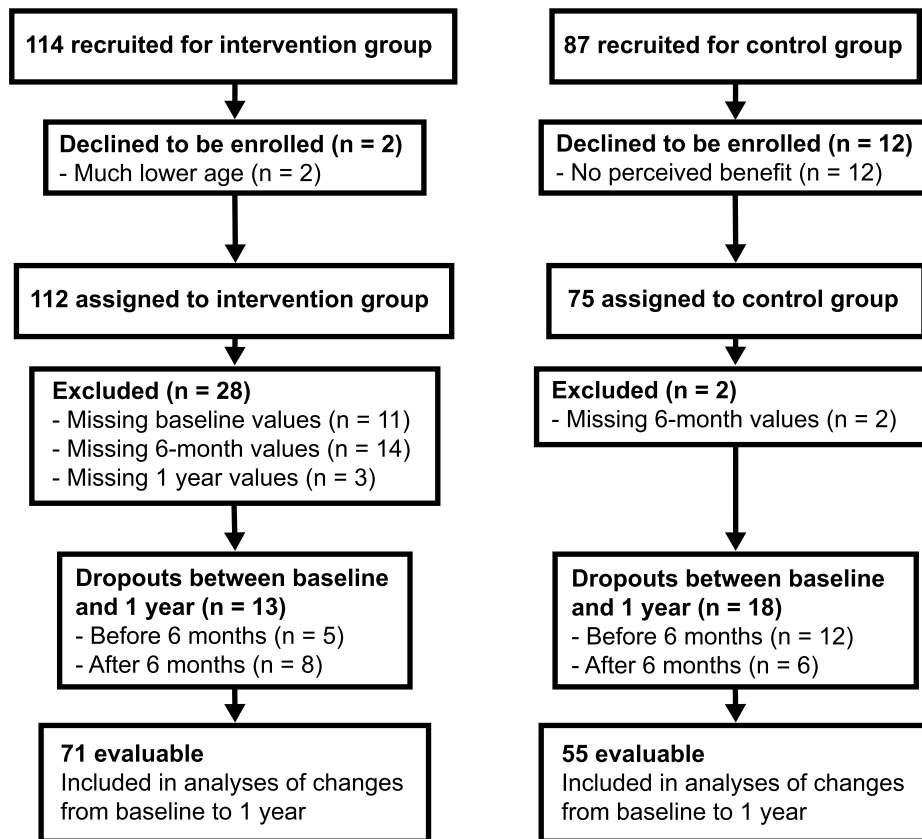 114 recruited for intervention group
Declined to be enrolled (n = 2)
- Much lower age (n = 2)
112 assigned to intervention group
Excluded (n = 28)
- Missing baseline values (n = 11)
- Missing 6-month values (n = 14)
- Missing 1 year values (n = 3)
Dropouts between baseline
and 1 year (n = 13)
- Before 6 months (n = 5)
- After 6 months (n = 8)
71 evaluable
Included in analyses of changes
from baseline to 1 year
87 recruited for control group
Declined to be enrolled (n = 12)
- No perceived benefit (n = 12)
75 assigned to control group
Excluded (n = 2)
- Missing 6-month values (n = 2)
Dropouts between baseline
and 1 year (n = 18)
- Before 6 months (n = 12)
- After 6 months (n = 6)
55 evaluable
Included in analyses of changes
from baseline to 1 year